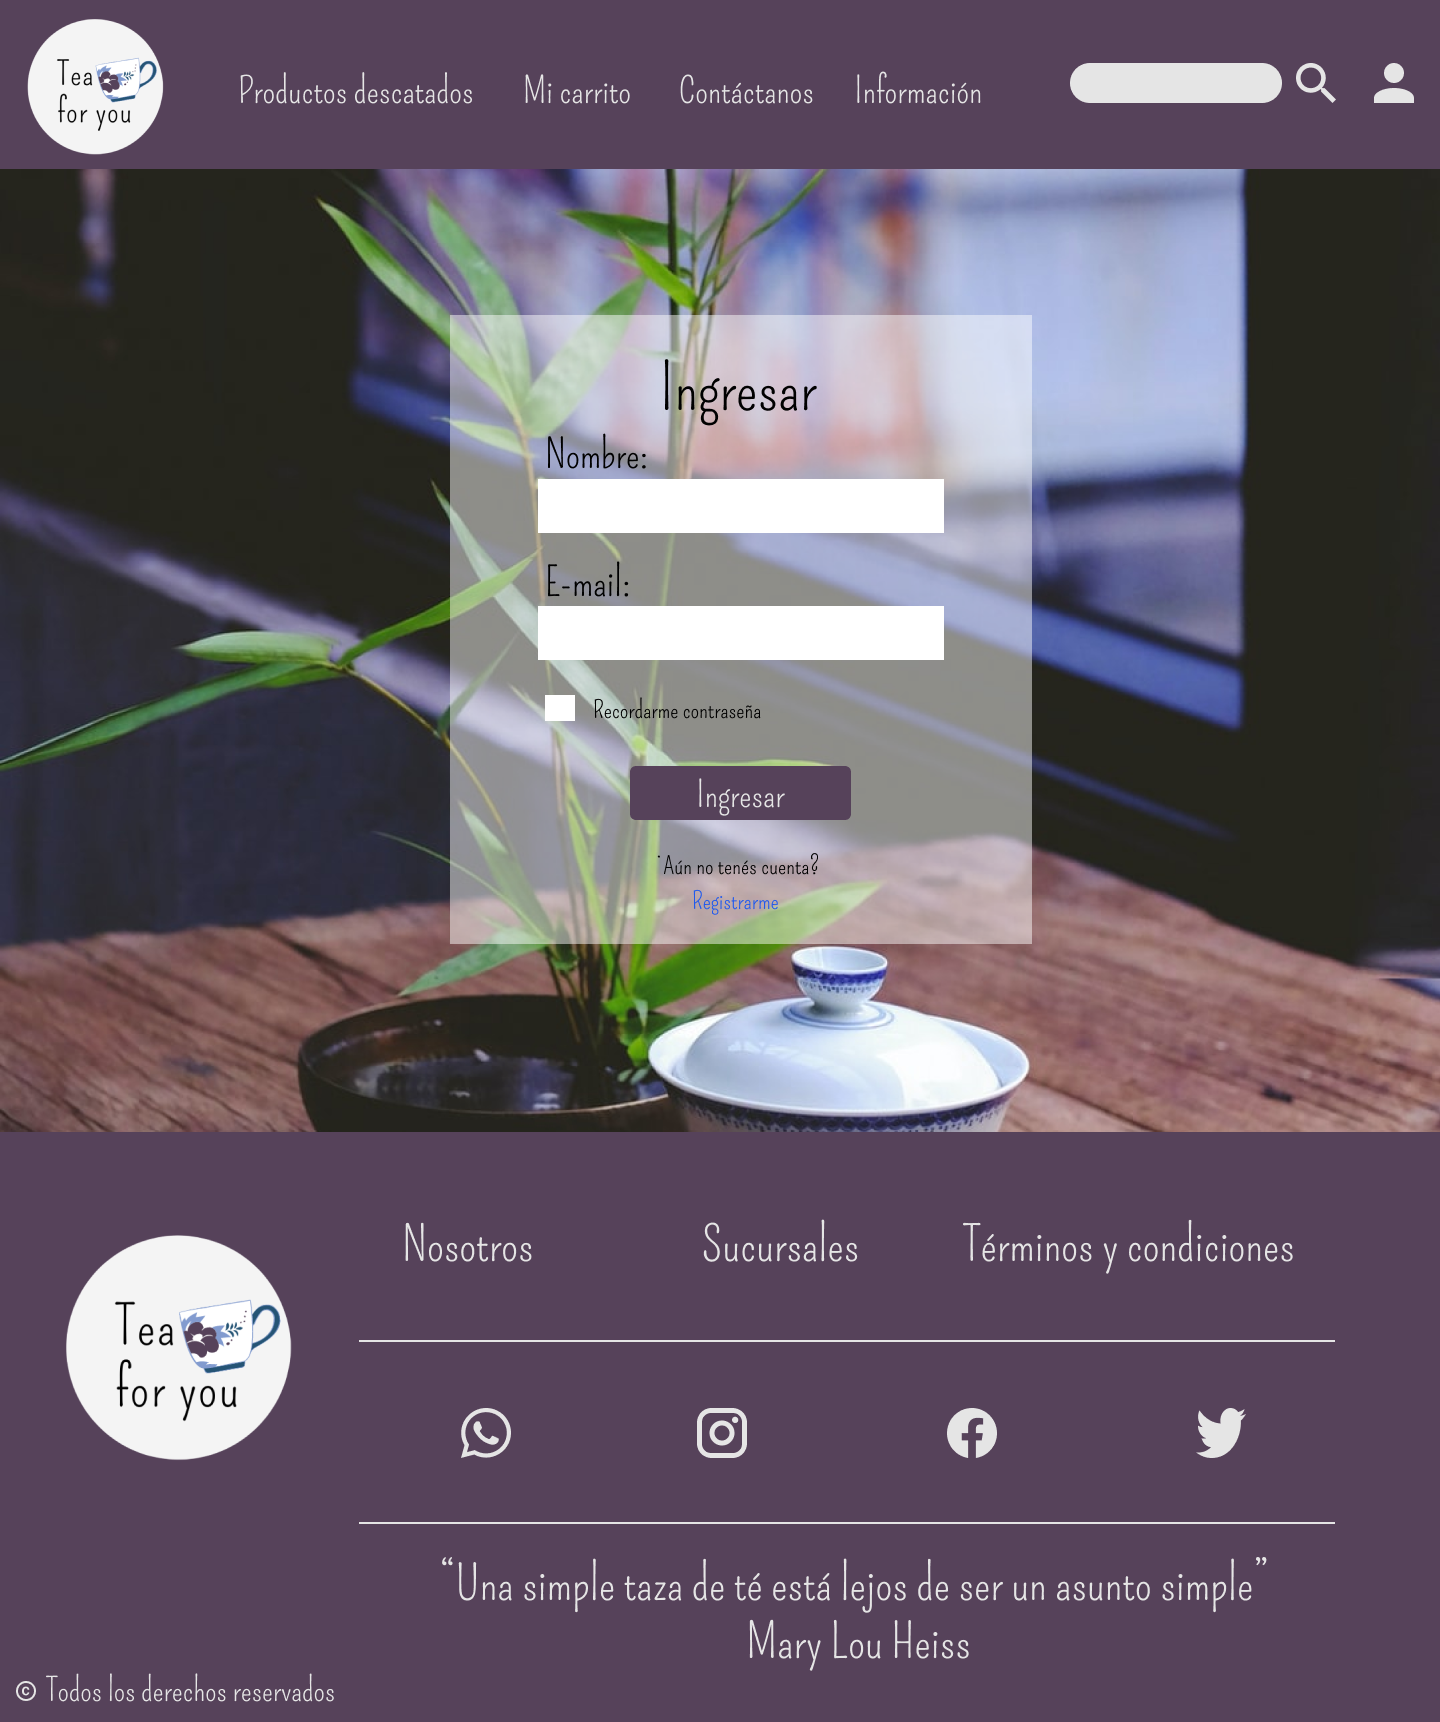 Tea
for you
Productos descatados
Mi carrito
Contáctanos
Información
Ingresar
Nombre:
E-mail:
Recordarme contraseña
Ingresar
˙Aún no tenés cuenta?
Registrarme
Tea
for you
Nosotros
Sucursales
Términos y condiciones
“Una simple taza de té está lejos de ser un asunto simple”
Mary Lou Heiss
© Todos los derechos reservados